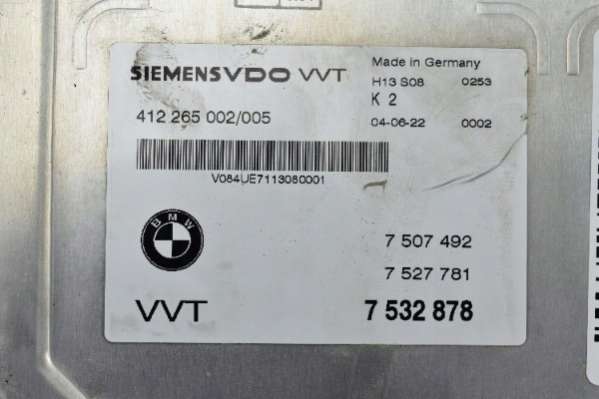 SIEMENSVDO VVT
Made in Germany
H13 S08 0253
K 2
412 265 002/005
04-06-22 0002
V084UE7113080001
BMW
7 507 492
7 527 781
VVT
7 532 878